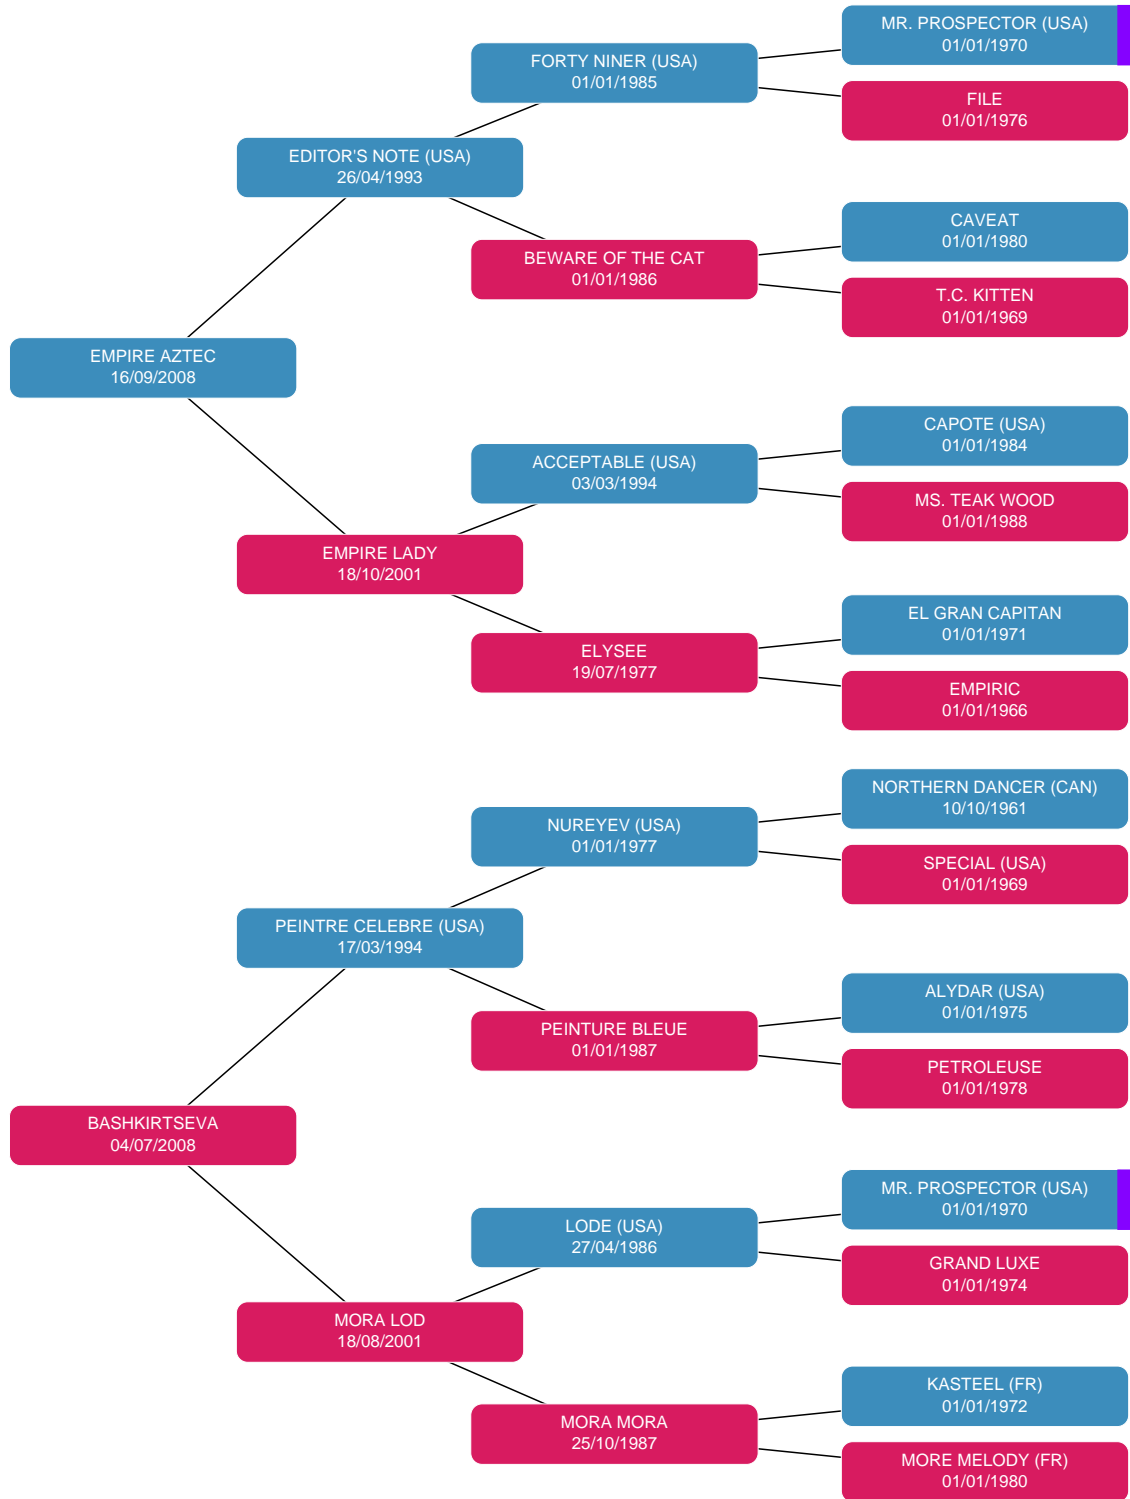 MR. PROSPECTOR (USA)
01/01/1970
FORTY NINER (USA)
01/01/1985
FILE
01/01/1976
EDITOR'S NOTE (USA)
26/04/1993
CAVEAT
01/01/1980
BEWARE OF THE CAT
01/01/1986
T.C. KITTEN
01/01/1969
EMPIRE AZTEC
16/09/2008
CAPOTE (USA)
01/01/1984
ACCEPTABLE (USA)
03/03/1994
MS. TEAK WOOD
01/01/1988
EMPIRE LADY
18/10/2001
EL GRAN CAPITAN
01/01/1971
ELYSEE
19/07/1977
EMPIRIC
01/01/1966
NORTHERN DANCER (CAN)
10/10/1961
NUREYEV (USA)
01/01/1977
SPECIAL (USA)
01/01/1969
PEINTRE CELEBRE (USA)
17/03/1994
ALYDAR (USA)
01/01/1975
PEINTURE BLEUE
01/01/1987
PETROLEUSE
01/01/1978
BASHKIRTSEVA
04/07/2008
MR. PROSPECTOR (USA)
01/01/1970
LODE (USA)
27/04/1986
GRAND LUXE
01/01/1974
MORA LOD
18/08/2001
KASTEEL (FR)
01/01/1972
MORA MORA
25/10/1987
MORE MELODY (FR)
01/01/1980